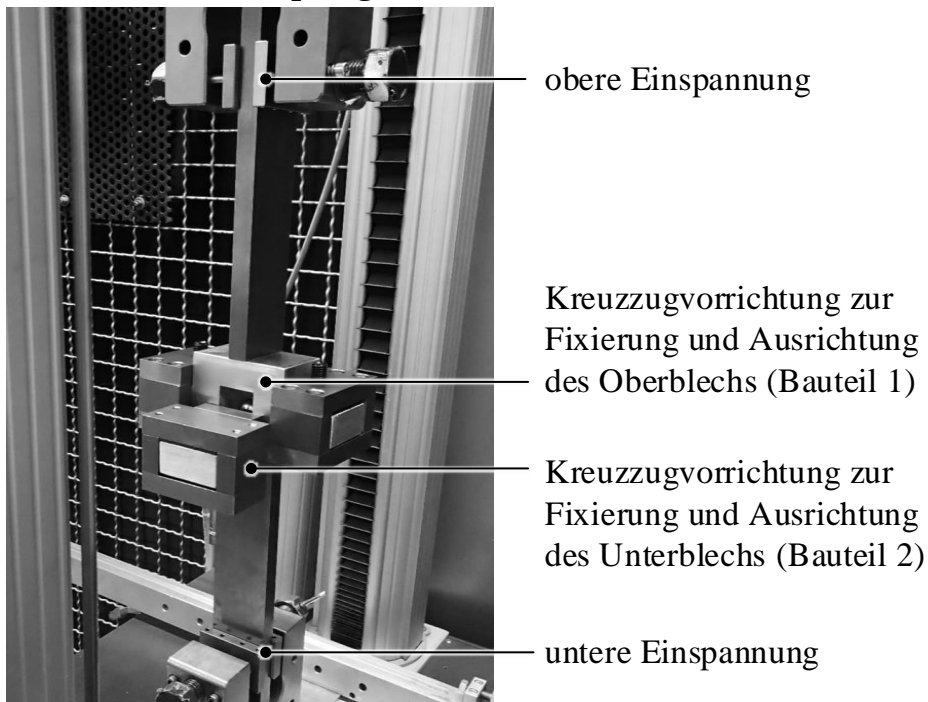 obere Einspannung
Kreuzzugvorrichtung zur
Fixierung und Ausrichtung
des Oberblechs (Bauteil 1)
Kreuzzugvorrichtung zur
Fixierung und Ausrichtung
des Unterblechs (Bauteil 2)
untere Einspannung